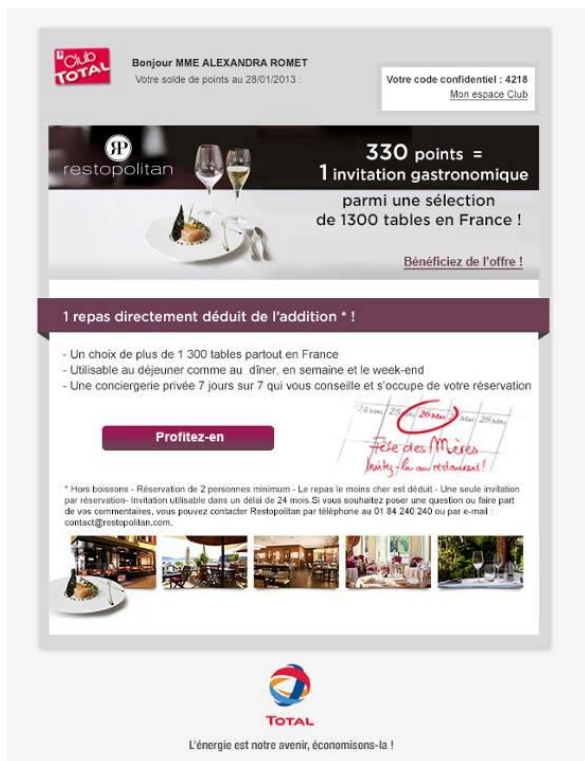 Club
TOTAL
Bonjour MME ALEXANDRA ROMET
Votre solde de points au 28/01/2013 :
Votre code confidentiel : 4218
Mon espace Club
RP
restopolitan
330 points =
1 invitation gastronomique
parmi une sélection
de 1300 tables en France !
Bénéficiez de l'offre !
1 repas directement déduit de l'addition * !
- Un choix de plus de 1 300 tables partout en France
- Utilisable au déjeuner comme au dîner, en semaine et le week-end
- Une conciergerie privée 7 jours sur 7 qui vous conseille et s'occupe de votre réservation
Profitez-en
26 Mai
Fête des Mères
Invitez-la au restaurant !
* Hors boissons - Réservation de 2 personnes minimum - Le repas le moins cher est déduit - Une seule invitation
par réservation- Invitation utilisable dans un délai de 24 mois.Si vous souhaitez poser une question ou faire part
de vos commentaires, vous pouvez contacter Restopolitan par téléphone au 01 84 240 240 ou par e-mail :
contact@restopolitan.com.
TOTAL
L'énergie est notre avenir, économisons-la !